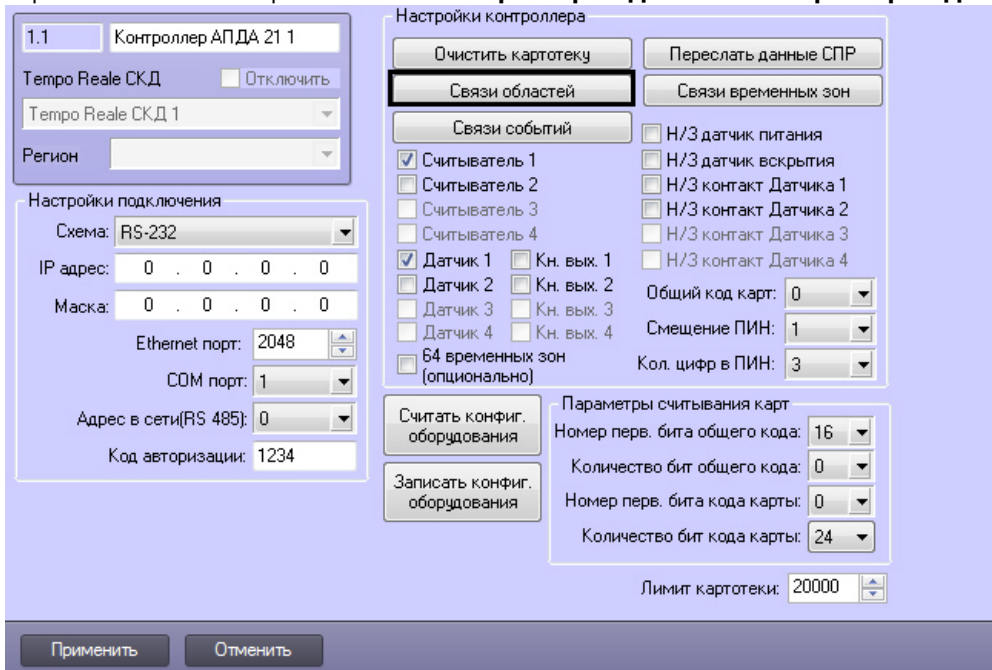 1.1 Контроллер АПДА 21 1
Tempo Reale СКД Отключить
Tempo Reale СКД 1
Регион
Настройки подключения
Схема: RS-232
IP адрес: 0 . 0 . 0 . 0
Маска: 0 . 0 . 0 . 0
Ethernet порт: 2048
COM порт: 1
Адрес в сети(RS 485): 0
Код авторизации: 1234
Настройки контроллера
Очистить картотеку Переслать данные СПР
Связи областей Связи временных зон
Связи событий
Н/З датчик питания
Считыватель 1 Н/З датчик вскрытия
Считыватель 2 Н/З контакт Датчика 1
Считыватель 3 Н/З контакт Датчика 2
Считыватель 4 Н/З контакт Датчика 3
Датчик 1 Кн. вых. 1 Н/З контакт Датчика 4
Датчик 2 Кн. вых. 2
Датчик 3 Кн. вых. 3
Датчик 4 Кн. вых. 4
64 временных зон
(опционально)
Общий код карт: 0
Смещение ПИН: 1
Кол. цифр в ПИН: 3
Считать конфиг.
оборудования
Записать конфиг.
оборудования
Параметры считывания карт
Номер перв. бита общего кода: 16
Количество бит общего кода: 0
Номер перв. бита кода карты: 0
Количество бит кода карты: 24
Лимит картотеки: 20000
Применить Отменить